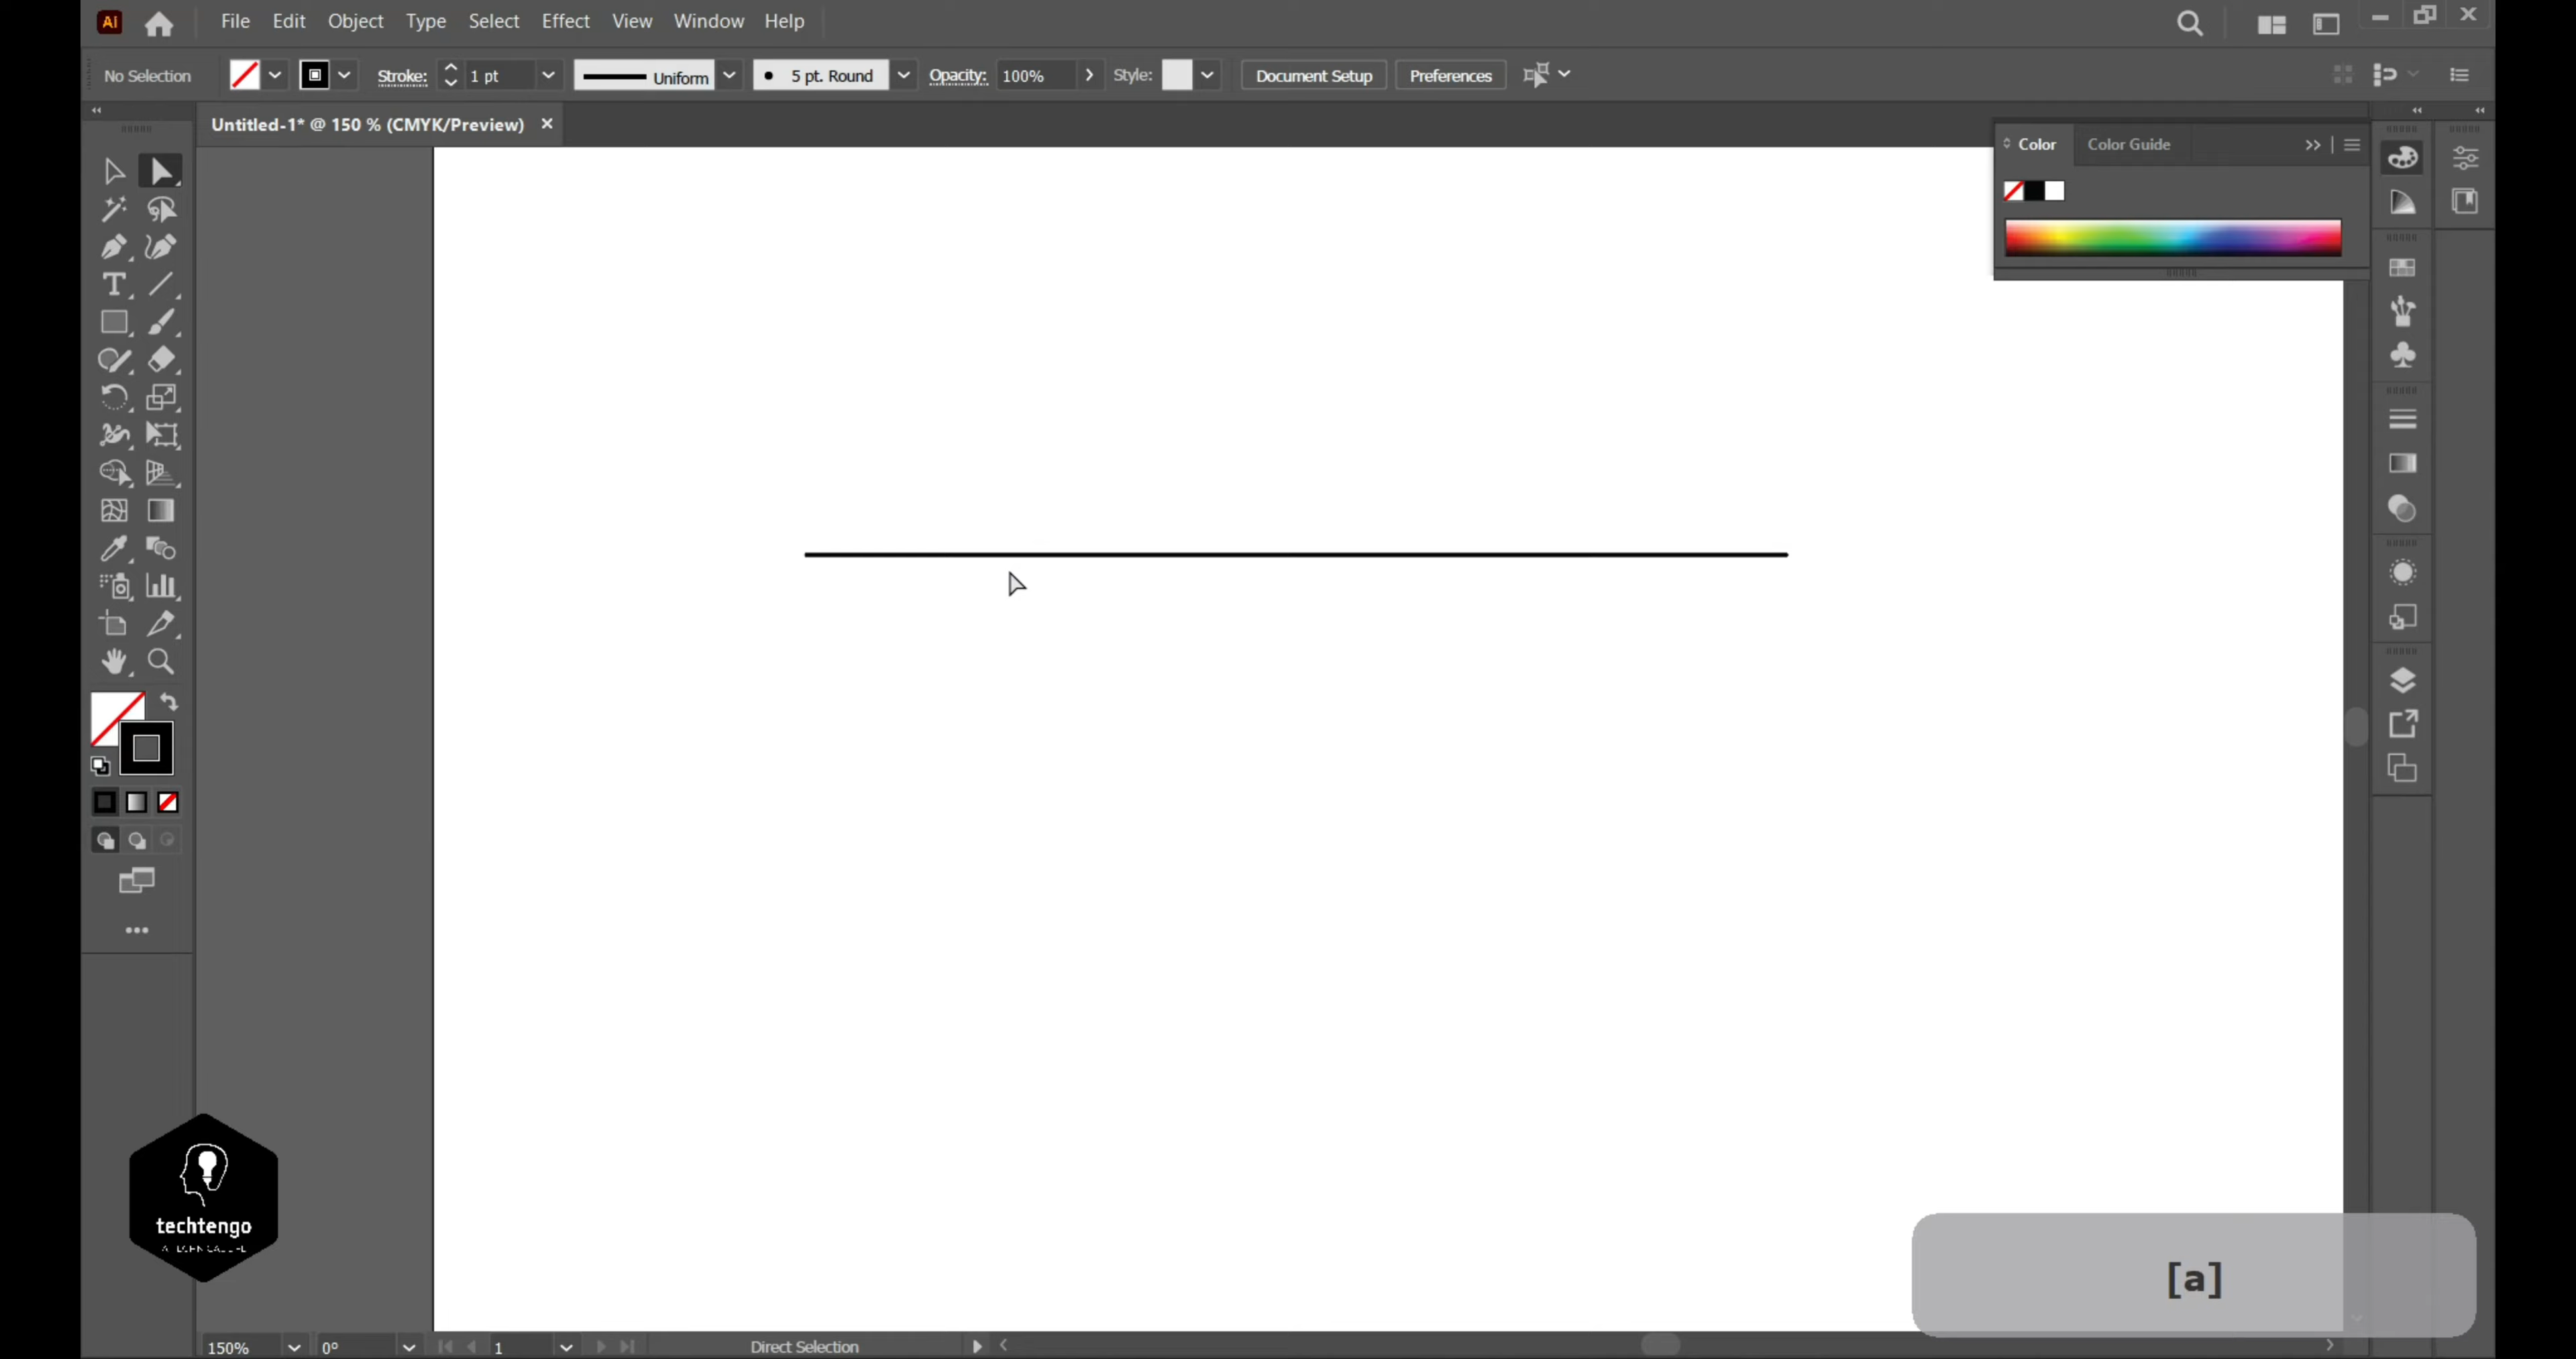 Ai File Edit Object Type Select Effect View Window Help
No Selection Stroke: 1 pt Uniform 5 pt. Round Opacity: 100% Style: Document Setup Preferences
Untitled-1* @ 150 % (CMYK/Preview) ×
Color Color Guide
techtengo
[a]
150% 0° 1 Direct Selection